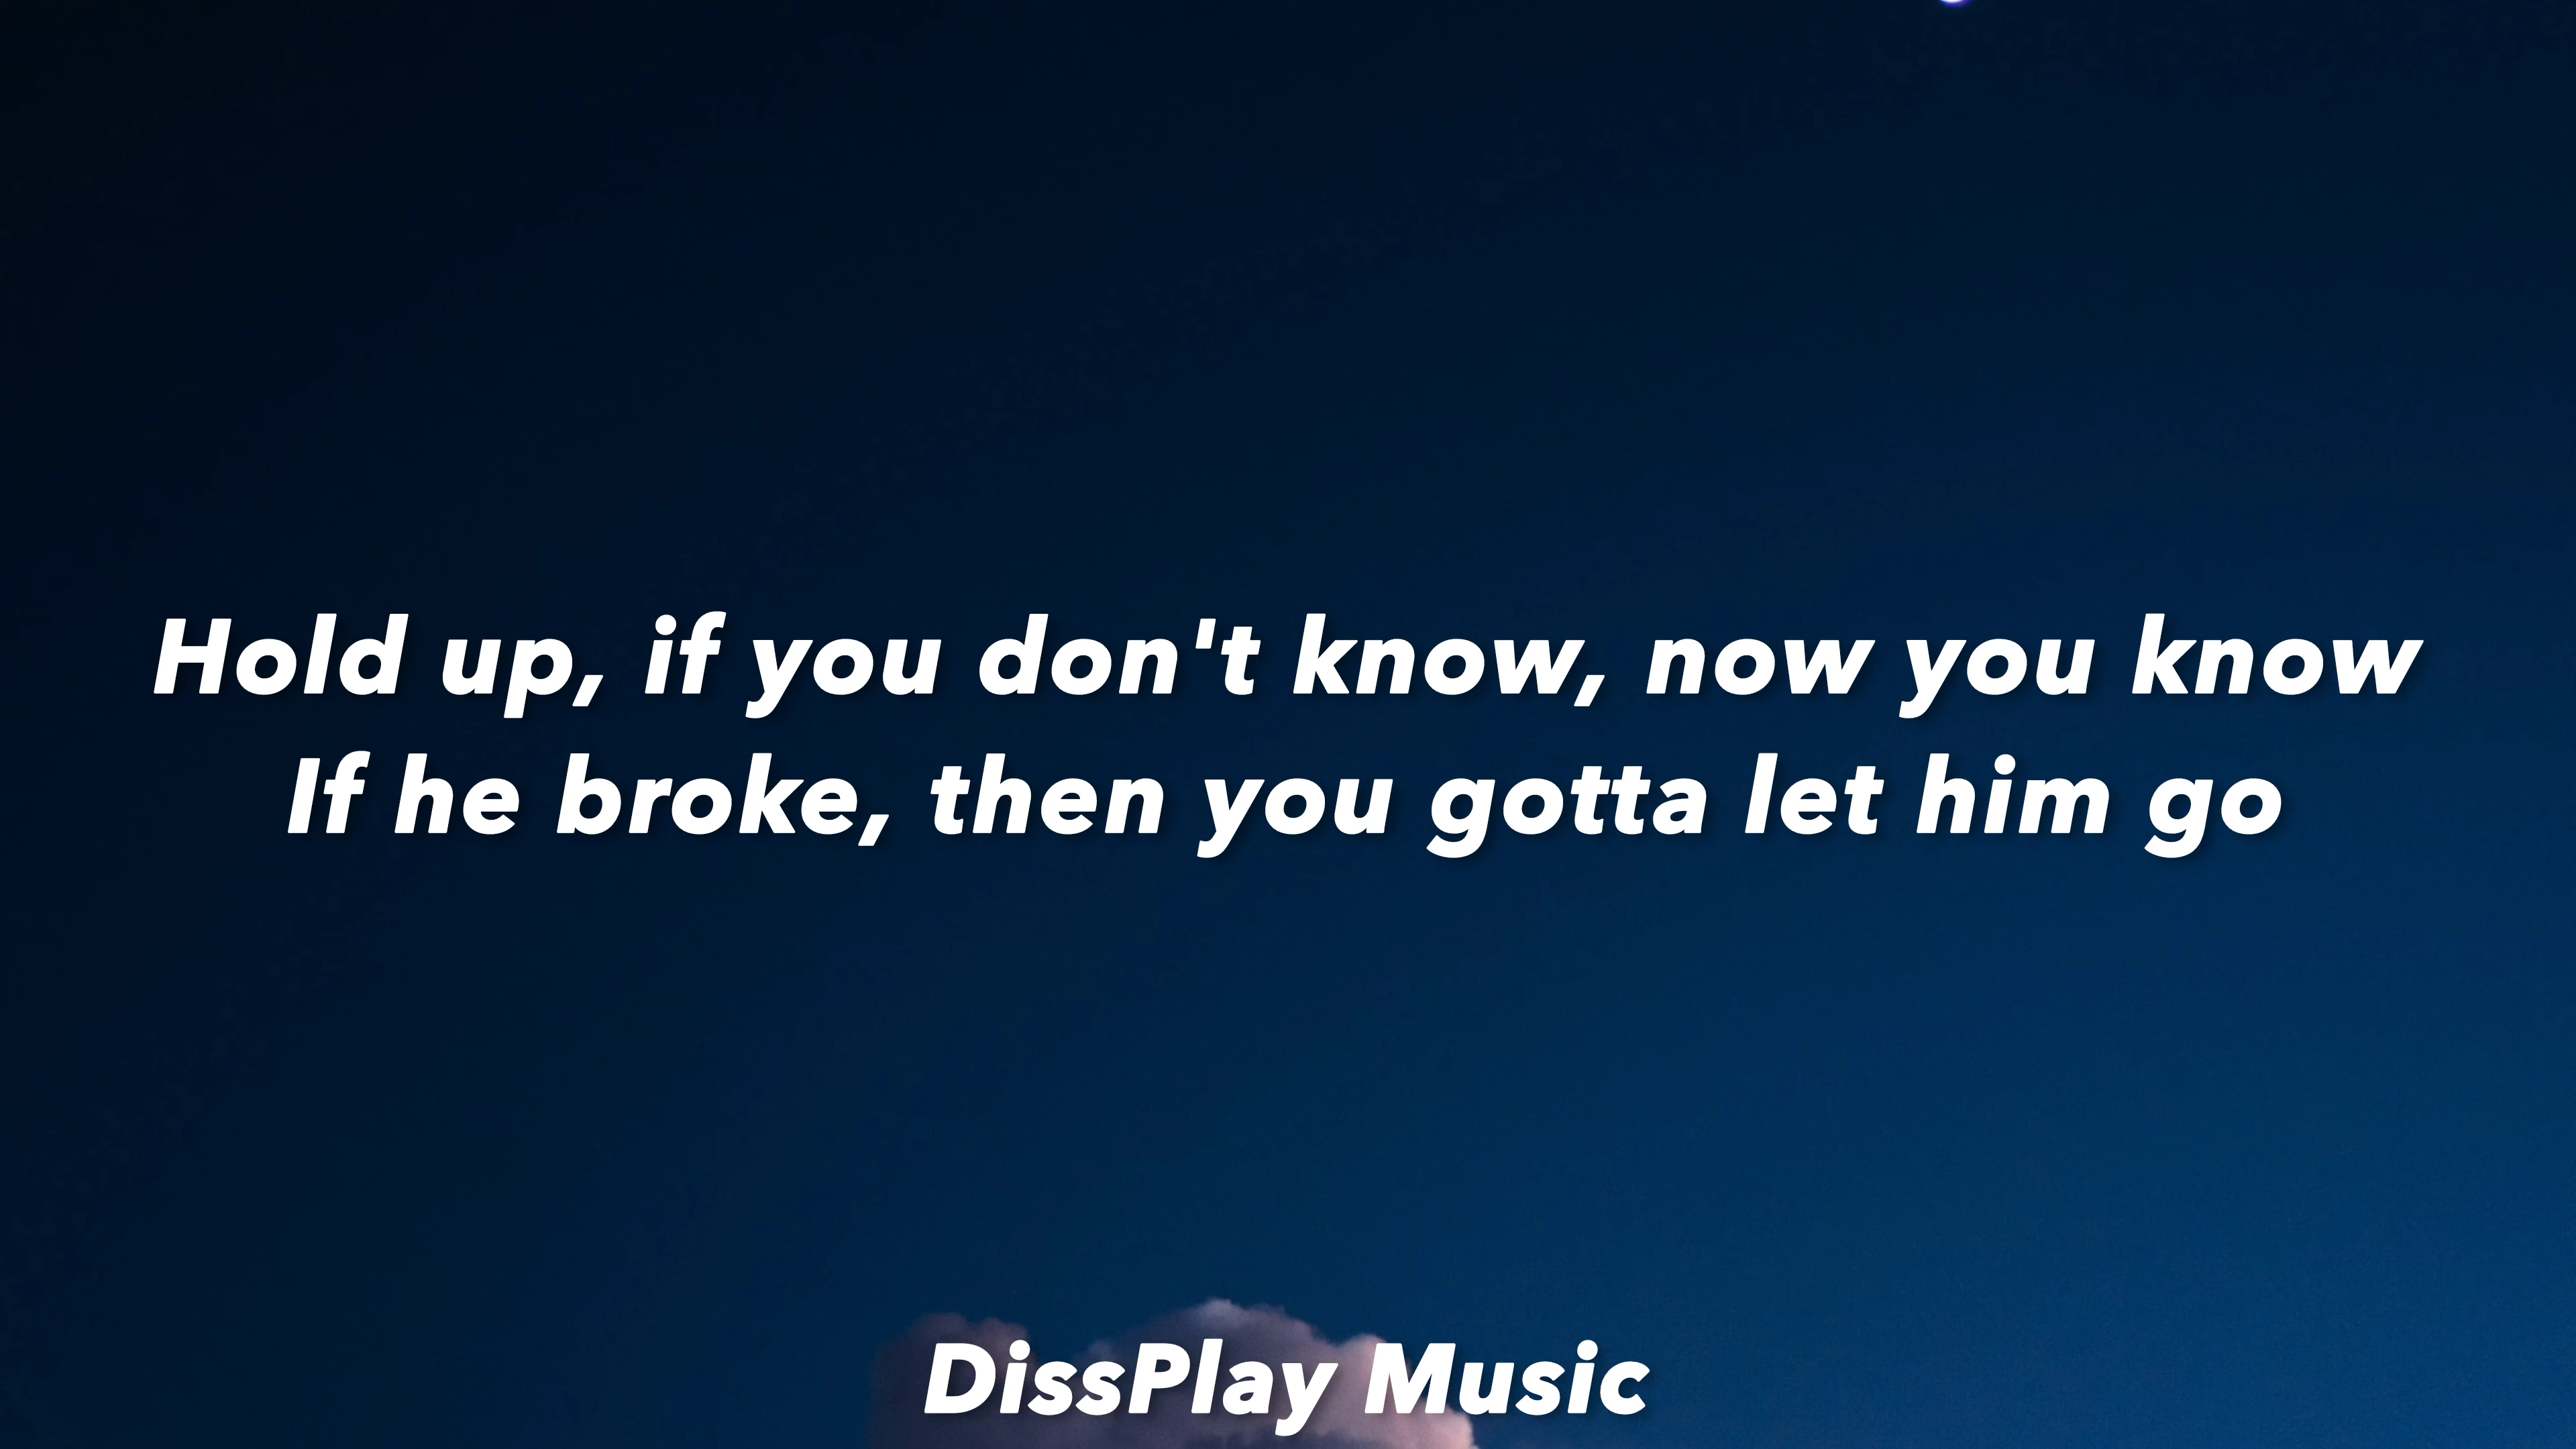 Hold up, if you don't know, now you know
If he broke, then you gotta let him go
DissPlay Music